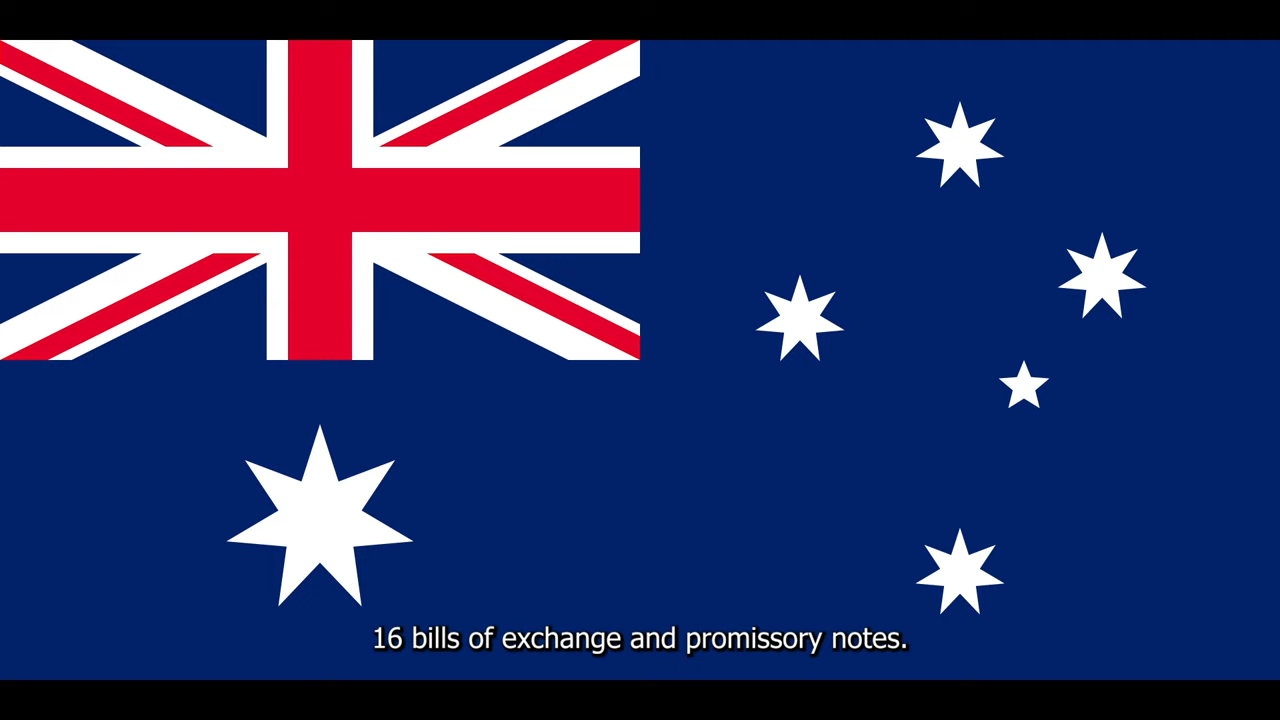 16 bills of exchange and promissory notes.